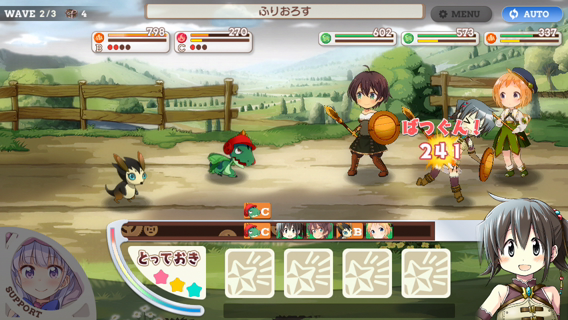 WAVE 2/3 4
ふりおろす
MENU
AUTO
798
B
270
C
602
573
337
ばつぐん!
241
C
C
B
とっておき
SUPPORT